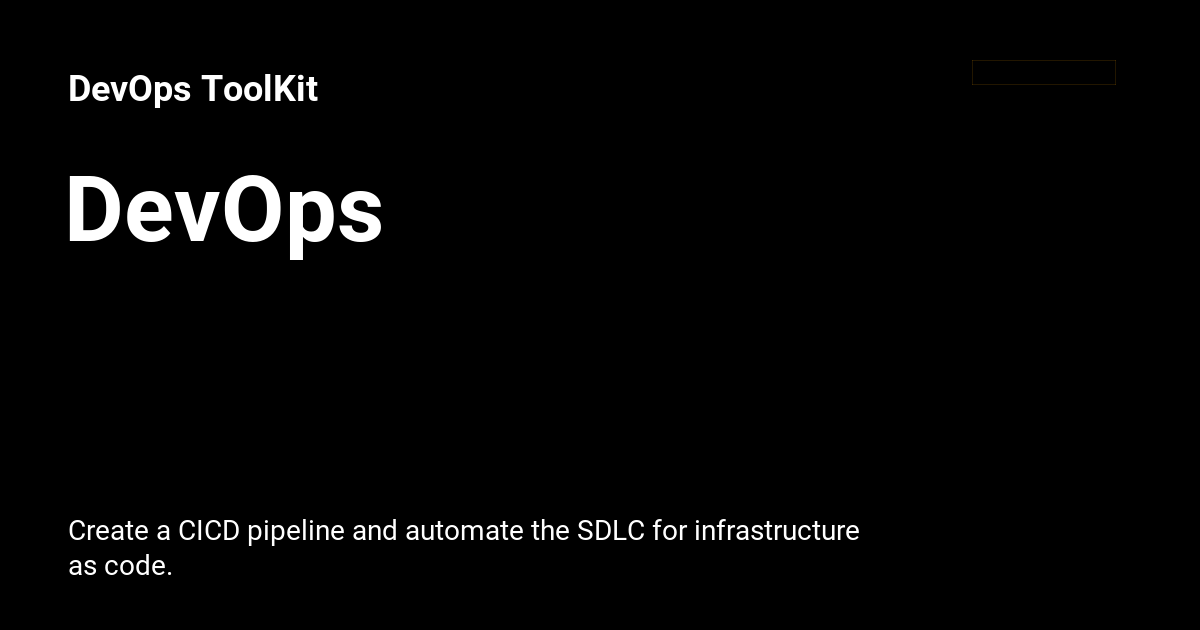 DevOps ToolKit
DevOps
Create a CICD pipeline and automate the SDLC for infrastructure
as code.